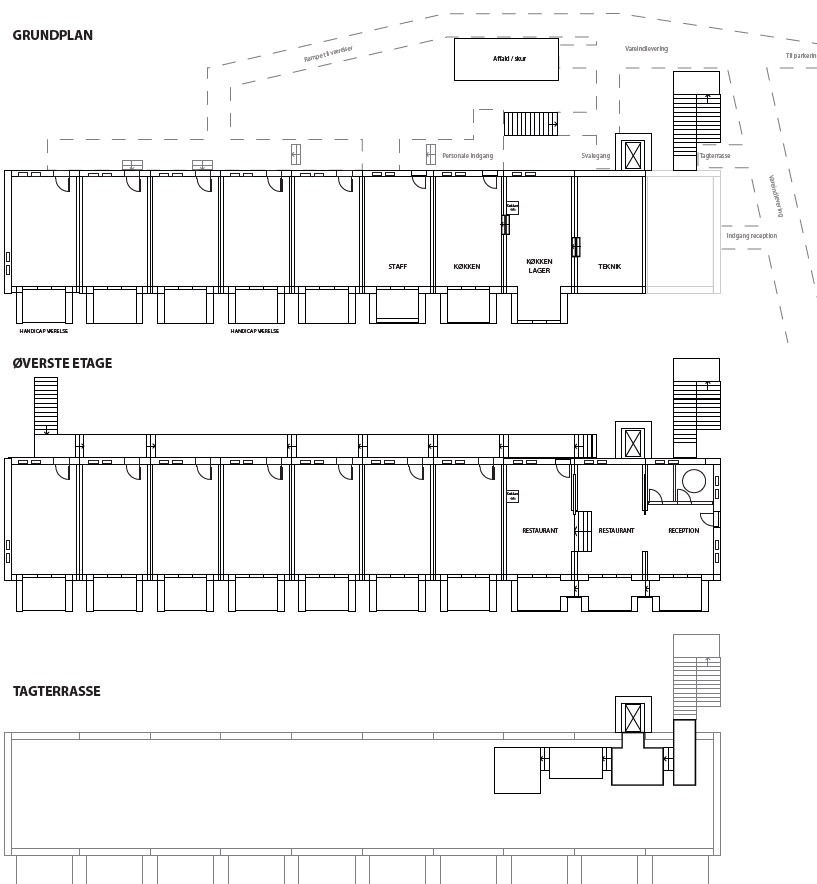 GRUNDPLAN
Rampe til værelser
Affald / skur
Vareindlevering
Til parkerin
Personale Indgang
Svalegang
Tagterrasse
Vareindlevering
Indgang reception
STAFF
KØKKEN
KØKKEN
LAGER
TEKNIK
HANDICAP VÆRELSE
HANDICAP VÆRELSE
ØVERSTE ETAGE
RESTAURANT
RESTAURANT
RECEPTION
TAGTERRASSE